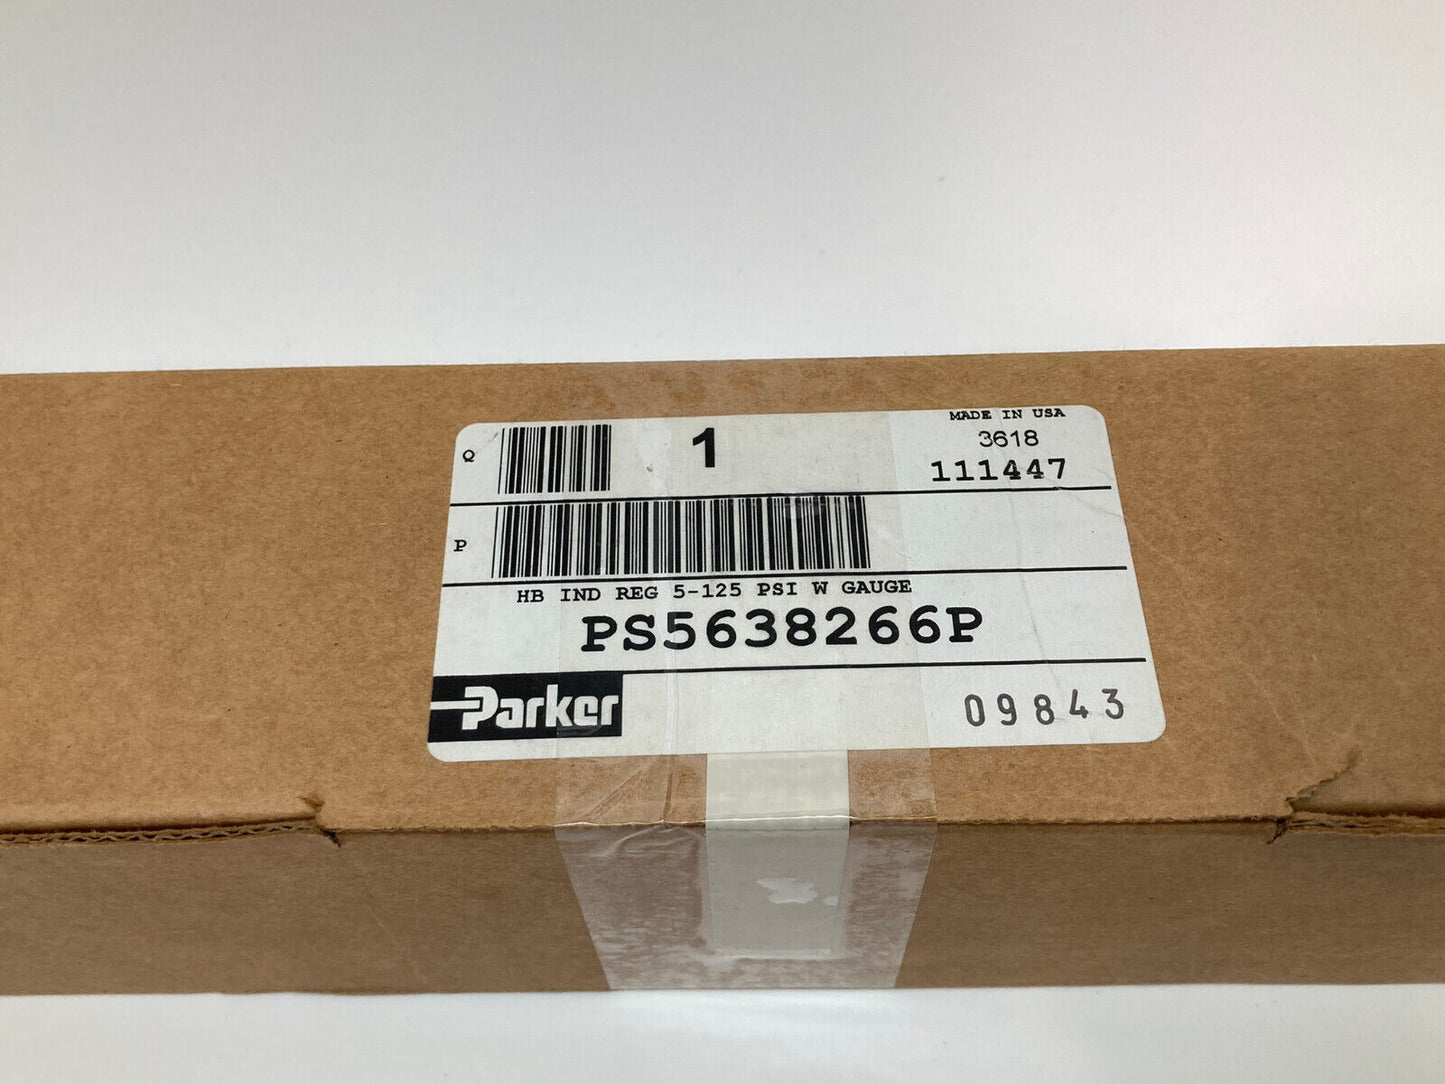 MADE IN USA
Q 1 3618
111447
P
HB IND REG 5-125 PSI W GAUGE
PS5638266P
Parker 09843